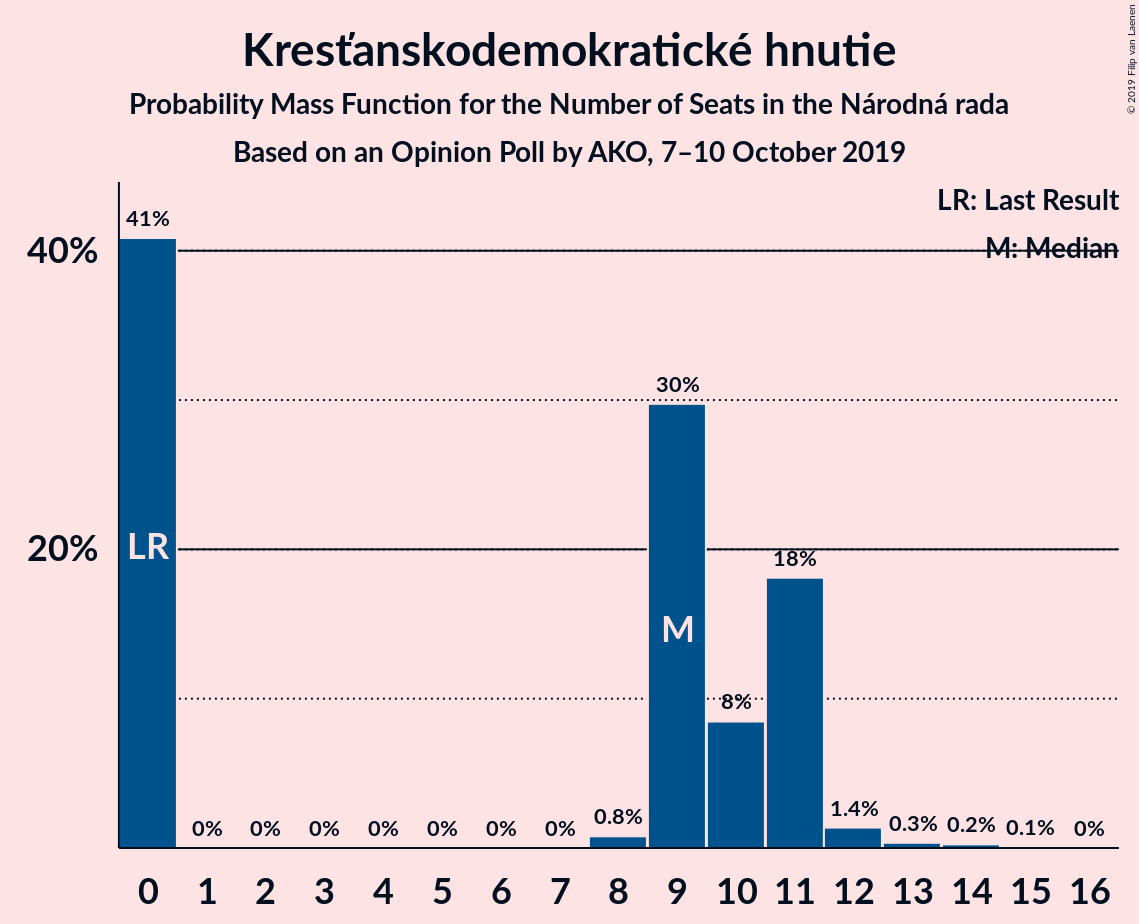 Kresťanskodemokratické hnutie
Probability Mass Function for the Number of Seats in the Národná rada
Based on an Opinion Poll by AKO, 7–10 October 2019
© 2019 Filip van Laenen
LR: Last Result
M: Median
40%
20%
41%
0%
0%
0%
0%
0%
0%
0%
0.8%
30%
8%
18%
1.4%
0.3%
0.2%
0.1%
0%
LR
M
0 1 2 3 4 5 6 7 8 9 10 11 12 13 14 15 16